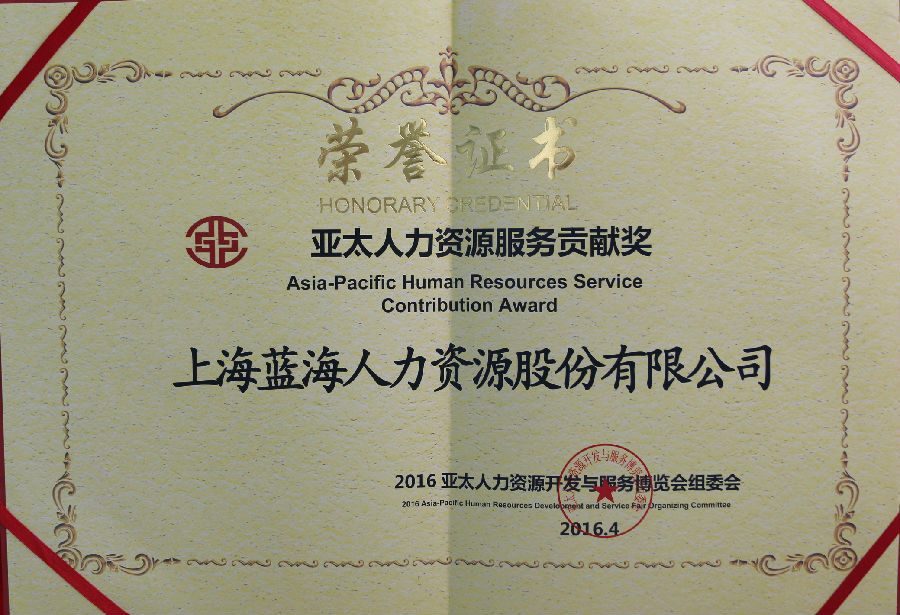 荣誉证书
HONORARY CREDENTIAL
亚太人力资源服务贡献奖
Asia-Pacific Human Resources Service
Contribution Award
上海蓝海人力资源股份有限公司
2016 亚太人力资源开发与服务博览会组委会
2016 Asia-Pacific Human Resources Development and Service Fair Organizing Committee
2016.4